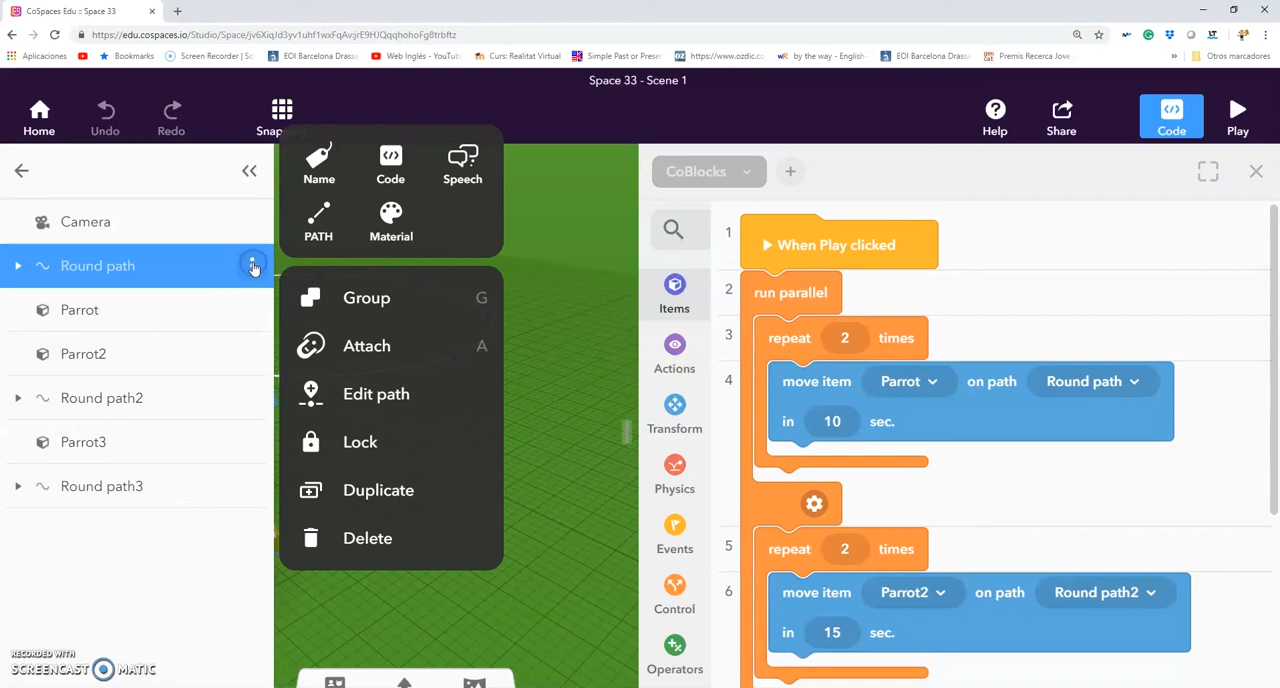 CoSpaces Edu :: Space 33
https://edu.cospaces.io/Studio/Space/jv6XiqJd3yv1uhf1wxFqAvcjrE9HJQqqhohoFg8trbftz
Aplicaciones
Bookmarks
Screen Recorder | Sc
EOI Barcelona Drassa
Web Inglés - YouTub
Curs: Realitat Virtual
Simple Past or Prese
https://www.ozdic.co
by the way - English-
EOI Barcelona Drassa
Premis Recerca Jove
Otros marcadores
Space 33 - Scene 1
Home
Undo
Redo
Snapping
Help
Share
Code
Play
Name
Code
Speech
PATH
Material
Camera
Round path
Parrot
Parrot2
Round path2
Parrot3
Round path3
Group G
Attach A
Edit path
Lock
Duplicate
Delete
CoBlocks
Items
Actions
Transform
Physics
Events
Control
Operators
1 When Play clicked
2 run parallel
3 repeat 2 times
4 move item Parrot on path Round path
in 10 sec.
5 repeat 2 times
6 move item Parrot2 on path Round path2
in 15 sec.
RECORDED WITH
SCREENCAST MATIC